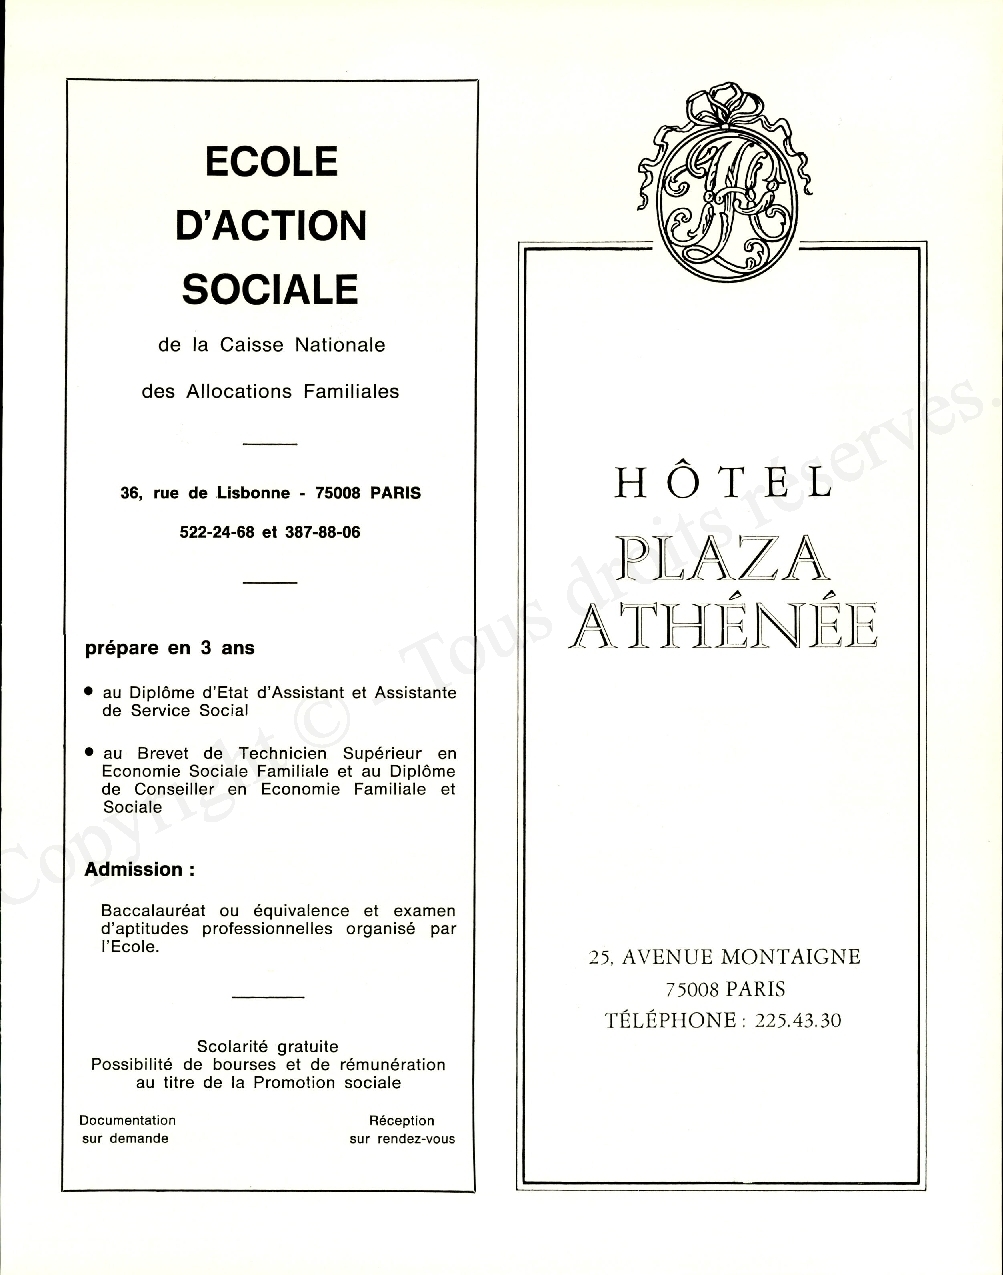 ECOLE
D'ACTION
SOCIALE
de la Caisse Nationale
des Allocations Familiales
36, rue de Lisbonne - 75008 PARIS
522-24-68 et 387-88-06
prépare en 3 ans
● au Diplôme d'Etat d'Assistant et Assistante
de Service Social
● au Brevet de Technicien Supérieur en
Economie Sociale Familiale et au Diplôme
de Conseiller en Economie Familiale et
Sociale
Admission :
Baccalauréat ou équivalence et examen
d'aptitudes professionnelles organisé par
l'Ecole.
Scolarité gratuite
Possibilité de bourses et de rémunération
au titre de la Promotion sociale
Documentation
sur demande
Réception
sur rendez-vous
HÔTEL
PLAZA
ATHÉNÉE
25, AVENUE MONTAIGNE
75008 PARIS
TÉLÉPHONE : 225.43.30
Copyright © - Tous droits réservés.